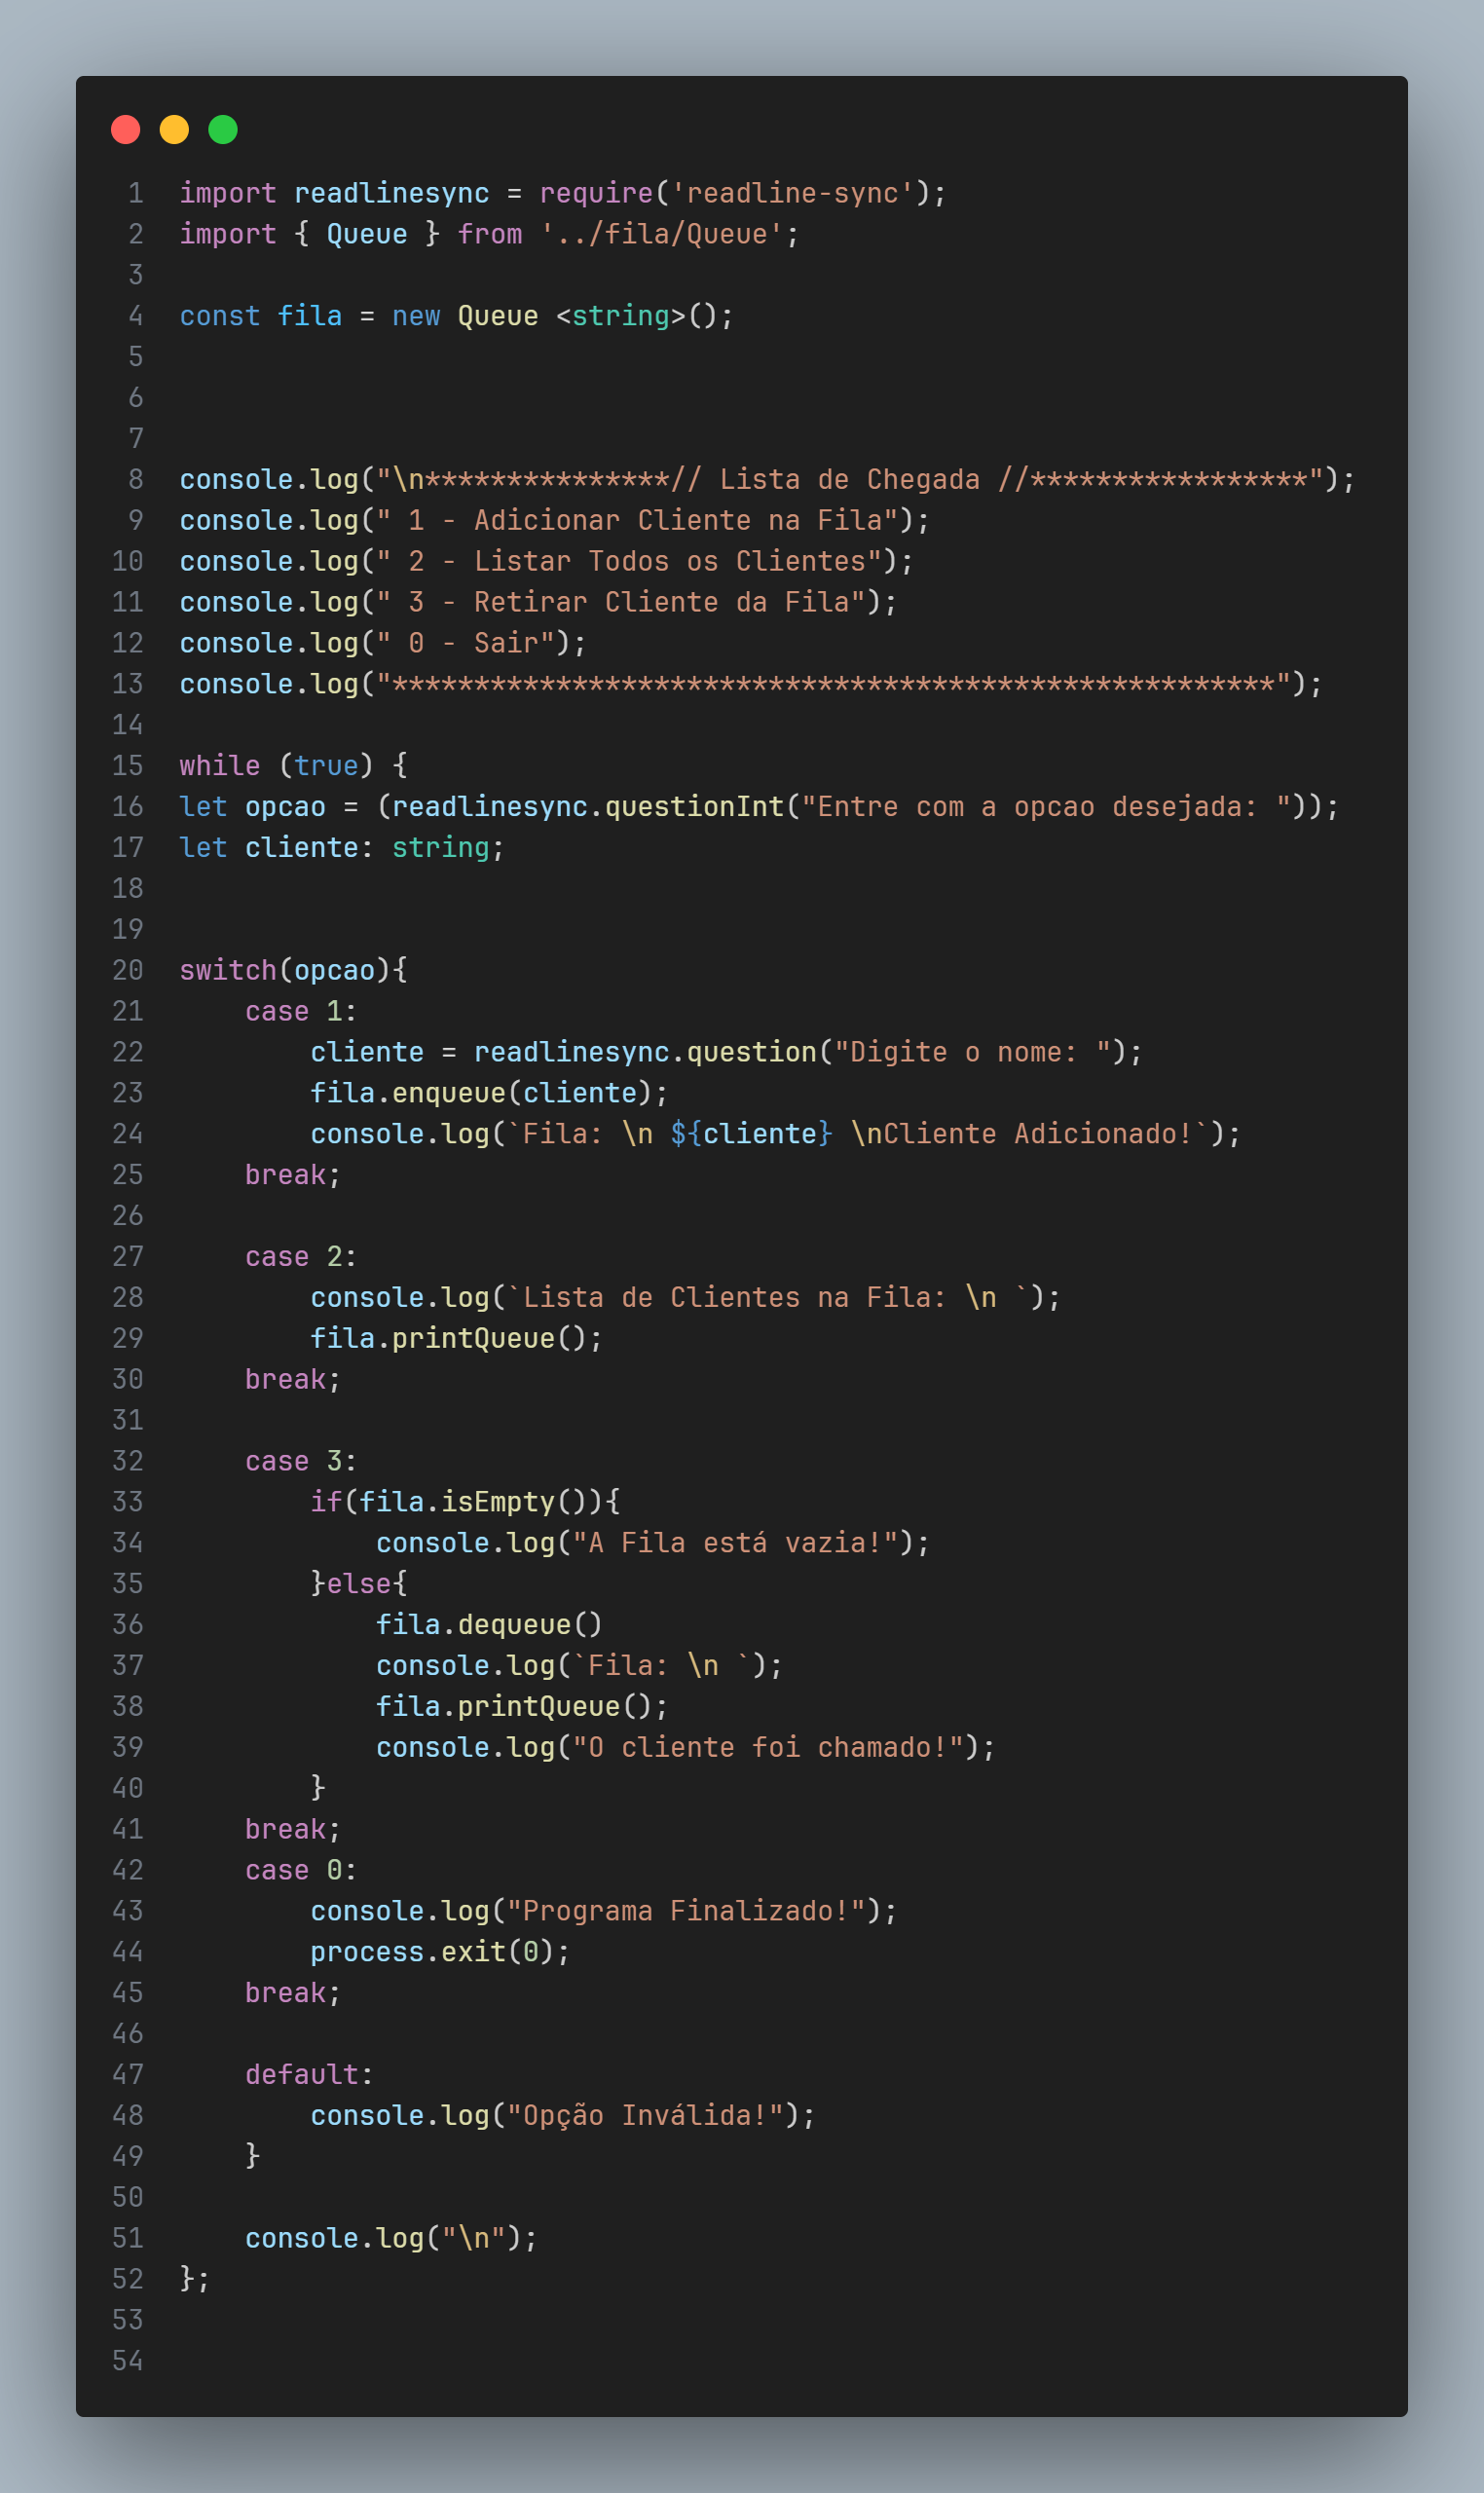 1 import readlinesync = require('readline-sync');
2 import { Queue } from '../fila/Queue';
3
4 const fila = new Queue <string>();
5
6
7
8 console.log("\n***************// Lista de Chegada //*****************");
9 console.log(" 1 - Adicionar Cliente na Fila");
10 console.log(" 2 - Listar Todos os Clientes");
11 console.log(" 3 - Retirar Cliente da Fila");
12 console.log(" 0 - Sair");
13 console.log("******************************************************");
14
15 while (true) {
16 let opcao = (readlinesync.questionInt("Entre com a opcao desejada: "));
17 let cliente: string;
18
19
20 switch(opcao){
21     case 1:
22         cliente = readlinesync.question("Digite o nome: ");
23         fila.enqueue(cliente);
24         console.log(`Fila: \n ${cliente} \nCliente Adicionado!`);
25     break;
26
27     case 2:
28         console.log(`Lista de Clientes na Fila: \n `);
29         fila.printQueue();
30     break;
31
32     case 3:
33         if(fila.isEmpty()){
34             console.log("A Fila está vazia!");
35         }else{
36             fila.dequeue()
37             console.log(`Fila: \n `);
38             fila.printQueue();
39             console.log("O cliente foi chamado!");
40         }
41     break;
42     case 0:
43         console.log("Programa Finalizado!");
44         process.exit(0);
45     break;
46
47     default:
48         console.log("Opção Inválida!");
49     }
50
51     console.log("\n");
52 };
53
54